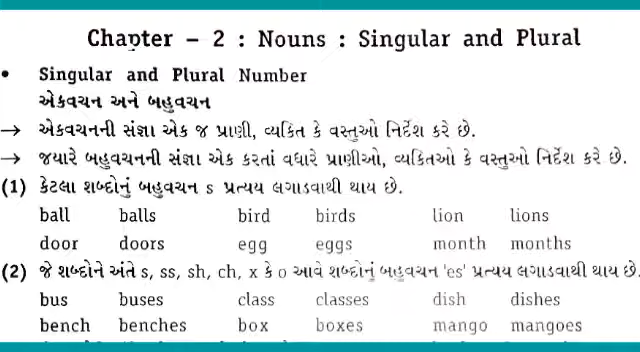 Chapter – 2 : Nouns : Singular and Plural
• Singular and Plural Number
એકવચન અને બહુવચન
→ એકવચનની સંજ્ઞા એક જ પ્રાણી, વ્યકિત કે વસ્તુઓ નિર્દેશ કરે છે.
→ જયારે બહુવચનની સંજ્ઞા એક કરતાં વધારે પ્રાણીઓ, વ્યકિતઓ કે વસ્તુઓ નિર્દેશ કરે છે.
(1) કેટલા શબ્દોનું બહુવચન s પ્રત્યય લગાડવાથી થાય છે.
ball balls bird birds lion lions
door doors egg eggs month months
(2) જે શબ્દોને અંતે s, ss, sh, ch, x કે o આવે શબ્દોનું બહુવચન 'es' પ્રત્યય લગાડવાથી થાય છે.
bus buses class classes dish dishes
bench benches box boxes mango mangoes